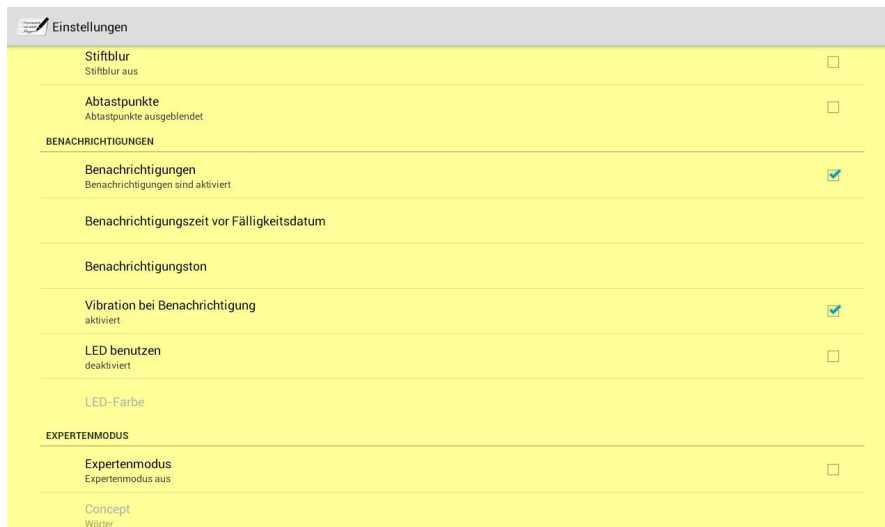 Einstellungen
Stiftblur
Stiftblur aus
Abtastpunkte
Abtastpunkte ausgeblendet
BENACHRICHTIGUNGEN
Benachrichtigungen
Benachrichtigungen sind aktiviert
Benachrichtigungszeit vor Fälligkeitsdatum
Benachrichtigungston
Vibration bei Benachrichtigung
aktiviert
LED benutzen
deaktiviert
LED-Farbe
EXPERTENMODUS
Expertenmodus
Expertenmodus aus
Concept
Wörter